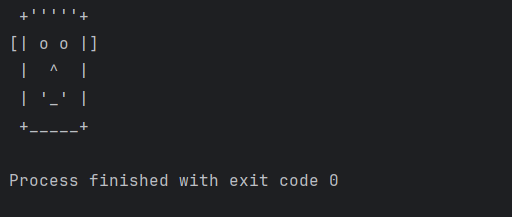 +'''''+
[| o o |]
 |  ^  |
 | '_' |
 +_____+

Process finished with exit code 0